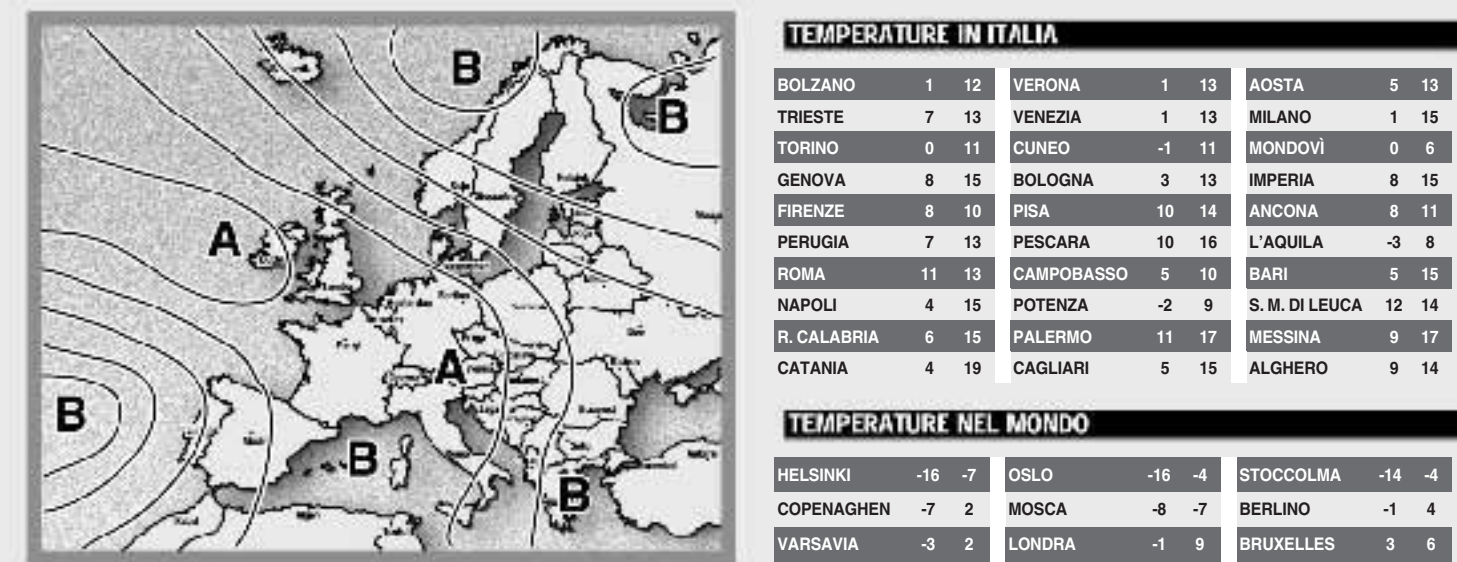 B
B
A
A
B
B
B
TEMPERATURE IN ITALIA
BOLZANO 1 12 VERONA 1 13 AOSTA 5 13
TRIESTE 7 13 VENEZIA 1 13 MILANO 1 15
TORINO 0 11 CUNEO -1 11 MONDOVÌ 0 6
GENOVA 8 15 BOLOGNA 3 13 IMPERIA 8 15
FIRENZE 8 10 PISA 10 14 ANCONA 8 11
PERUGIA 7 13 PESCARA 10 16 L'AQUILA -3 8
ROMA 11 13 CAMPOBASSO 5 10 BARI 5 15
NAPOLI 4 15 POTENZA -2 9 S. M. DI LEUCA 12 14
R. CALABRIA 6 15 PALERMO 11 17 MESSINA 9 17
CATANIA 4 19 CAGLIARI 5 15 ALGHERO 9 14
TEMPERATURE NEL MONDO
HELSINKI -16 -7 OSLO -16 -4 STOCCOLMA -14 -4
COPENAGHEN -7 2 MOSCA -8 -7 BERLINO -1 4
VARSAVIA -3 2 LONDRA -1 9 BRUXELLES 3 6